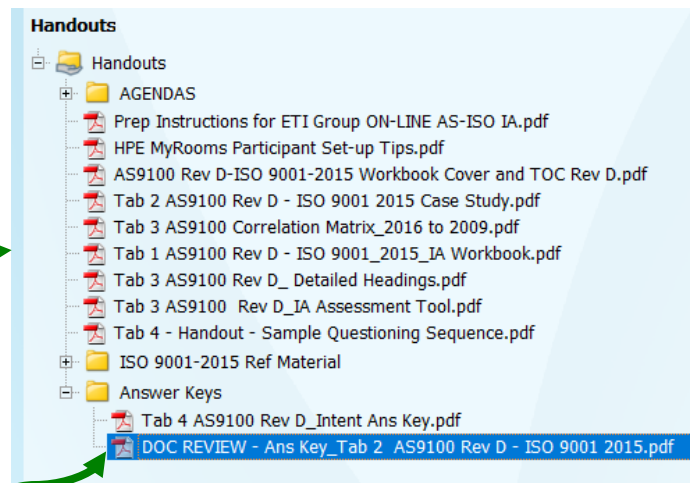 Handouts
Handouts
AGENDAS
Prep Instructions for ETI Group ON-LINE AS-ISO IA.pdf
HPE MyRooms Participant Set-up Tips.pdf
AS9100 Rev D-ISO 9001-2015 Workbook Cover and TOC Rev D.pdf
Tab 2 AS9100 Rev D - ISO 9001 2015 Case Study.pdf
Tab 3 AS9100 Correlation Matrix_2016 to 2009.pdf
Tab 1 AS9100 Rev D - ISO 9001_2015_IA Workbook.pdf
Tab 3 AS9100 Rev D_ Detailed Headings.pdf
Tab 3 AS9100  Rev D_IA Assessment Tool.pdf
Tab 4 - Handout - Sample Questioning Sequence.pdf
ISO 9001-2015 Ref Material
Answer Keys
Tab 4 AS9100 Rev D_Intent Ans Key.pdf
DOC REVIEW - Ans Key_Tab 2  AS9100 Rev D - ISO 9001 2015.pdf